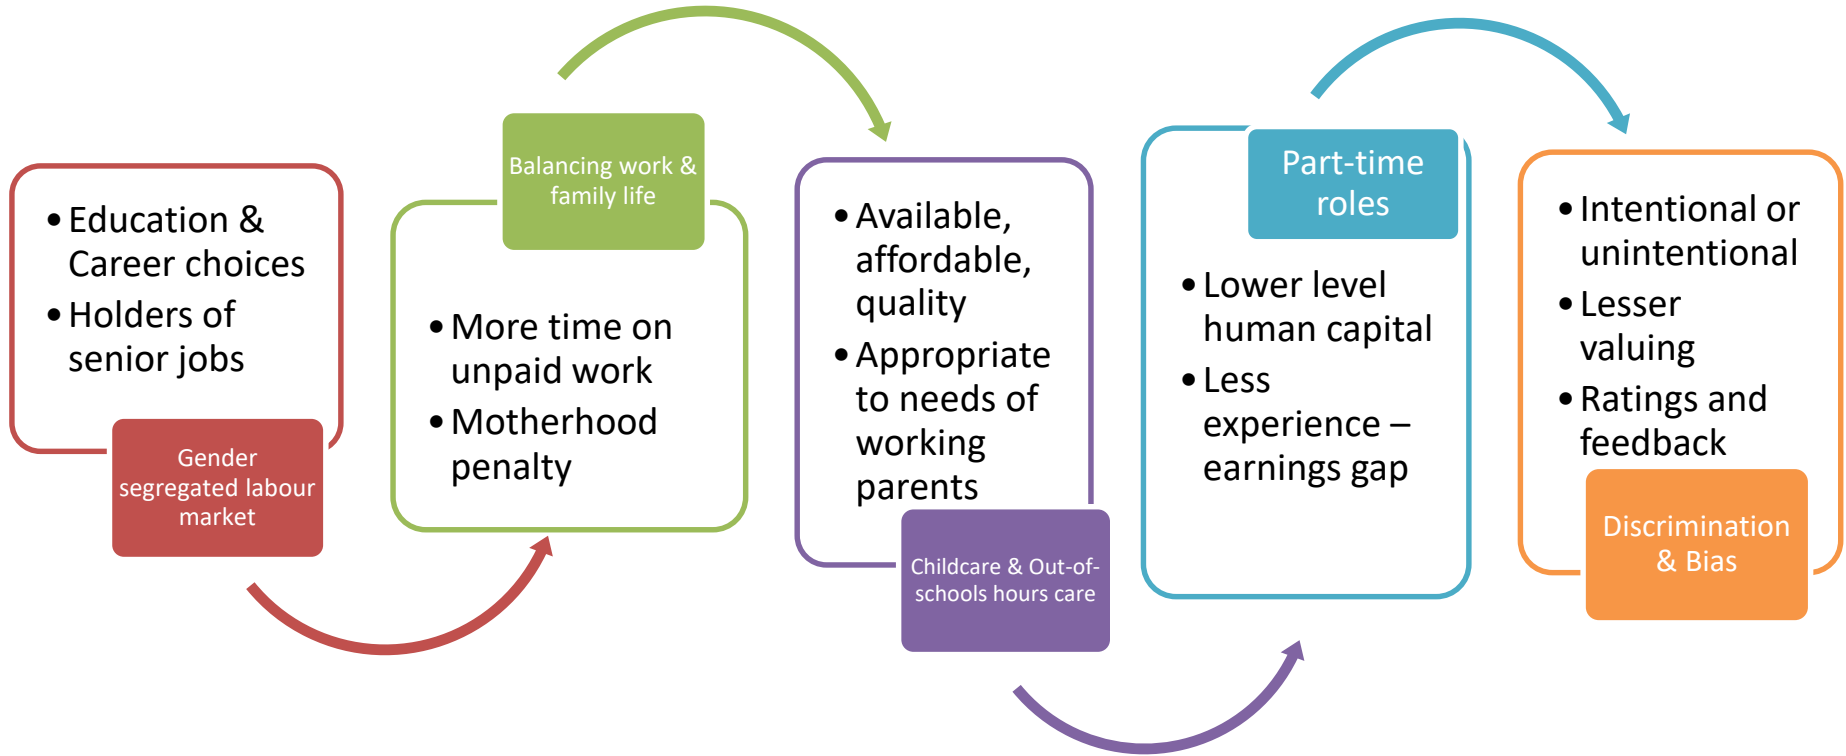 • Education &
Career choices
• Holders of
senior jobs
Gender
segregated labour
market
Balancing work &
family life
• More time on
unpaid work
• Motherhood
penalty
• Available,
affordable,
quality
• Appropriate
to needs of
working
parents
Childcare & Out-of-
schools hours care
Part-time
roles
• Lower level
human capital
• Less
experience –
earnings gap
• Intentional or
unintentional
• Lesser
valuing
• Ratings and
feedback
Discrimination
& Bias